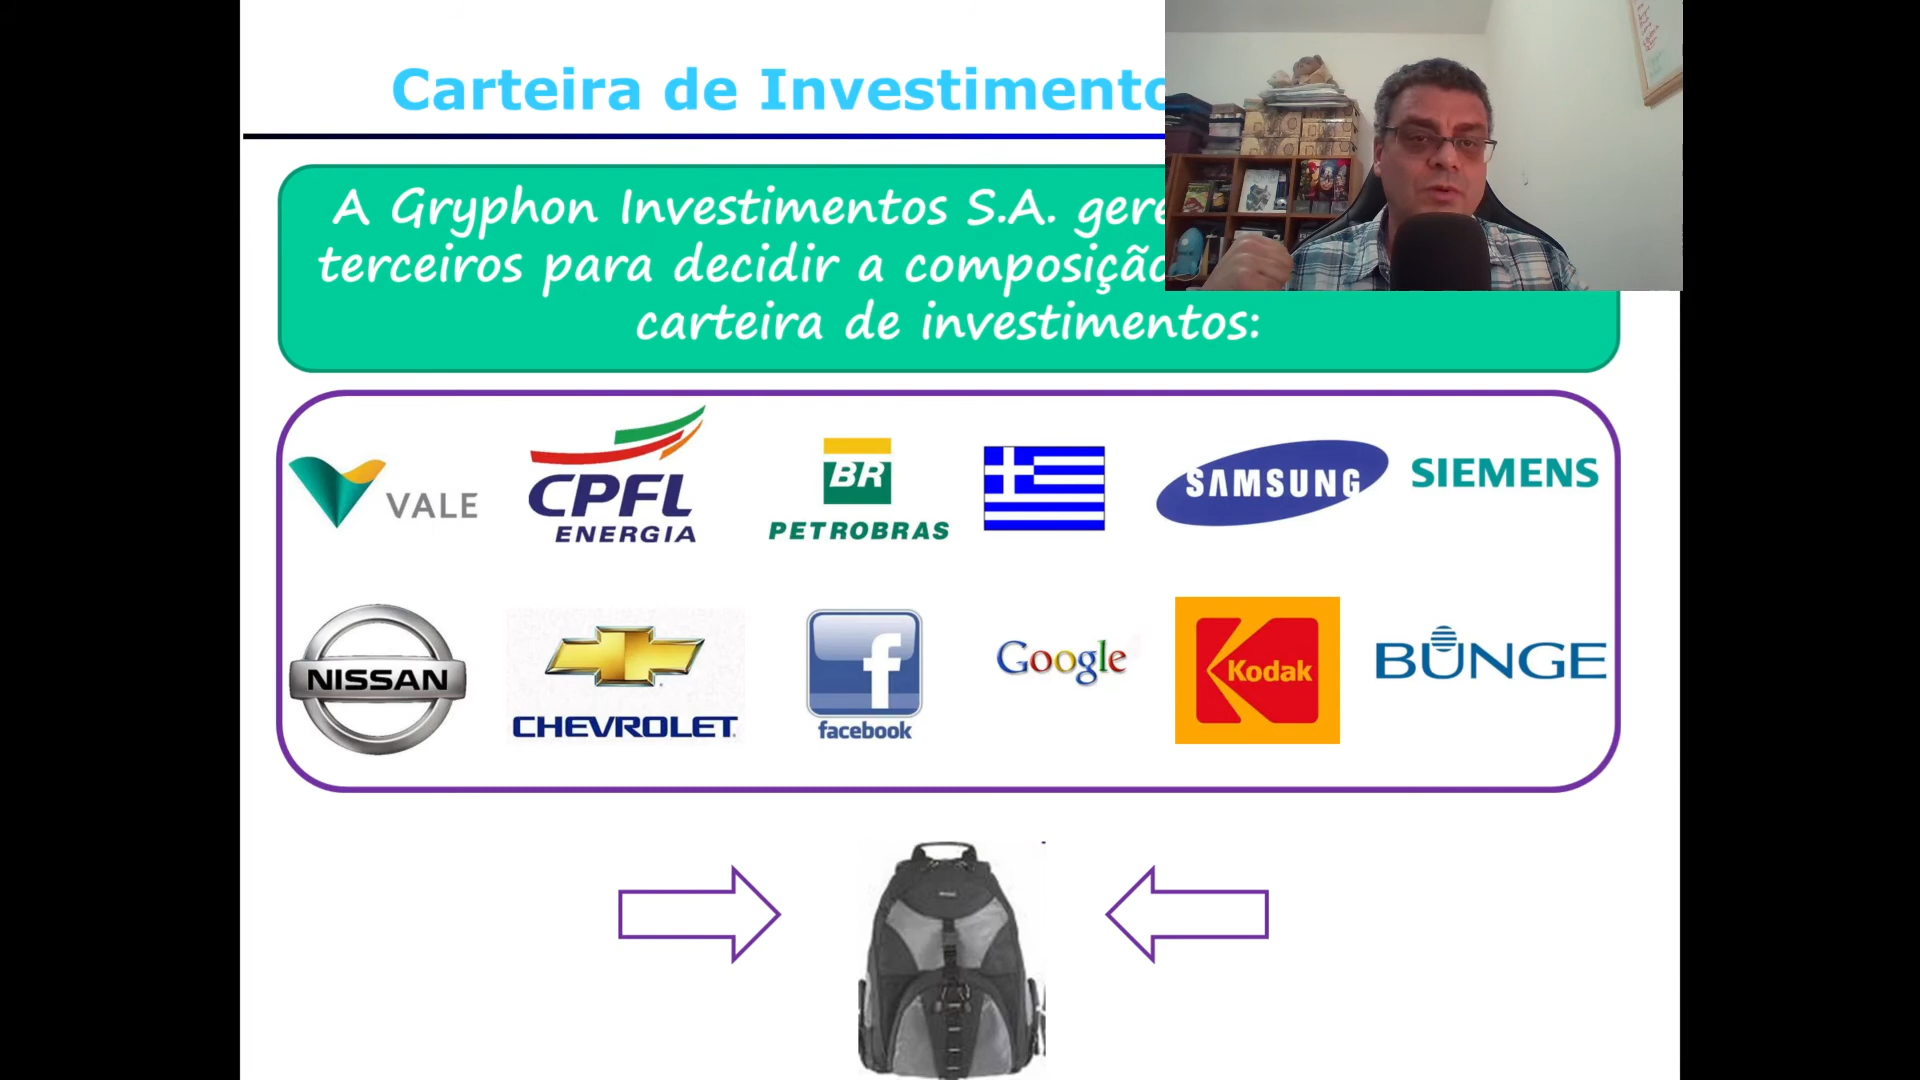 Carteira de Investimento
A Gryphon Investimentos S.A. gere
terceiros para decidir a composição
carteira de investimentos:
VALE
CPFL
ENERGIA
BR
PETROBRAS
SAMSUNG
SIEMENS
NISSAN
CHEVROLET
f
facebook
Google
Kodak
BUNGE